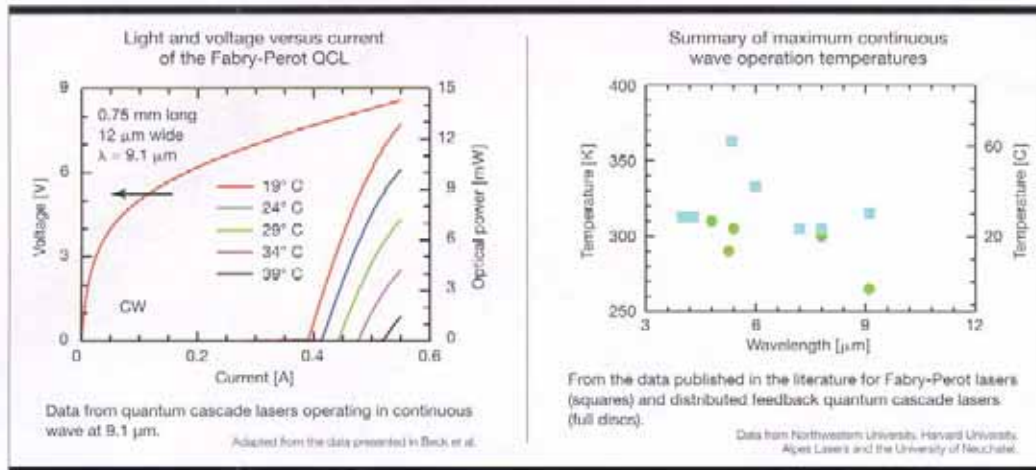 Light and voltage versus current
of the Fabry-Perot QCL
9
6
3
0
Voltage [V]
0.75 mm long
12 μm wide
λ = 9.1 μm
19° C
24° C
29° C
34° C
39° C
CW
15
12
9
6
3
0
Optical power [mW]
0
0.2
0.4
0.6
Current [A]
Data from quantum cascade lasers operating in continuous
wave at 9.1 μm.
Adapted from the data presented in Beck et al.
Summary of maximum continuous
wave operation temperatures
400
350
300
250
Temperature [K]
60
20
Temperature [C]
3
6
9
12
Wavelength [μm]
From the data published in the literature for Fabry-Perot lasers
(squares) and distributed feedback quantum cascade lasers
(full discs).
Data from Northwestern University, Harvard University,
Alpes Lasers and the University of Neuchatel.